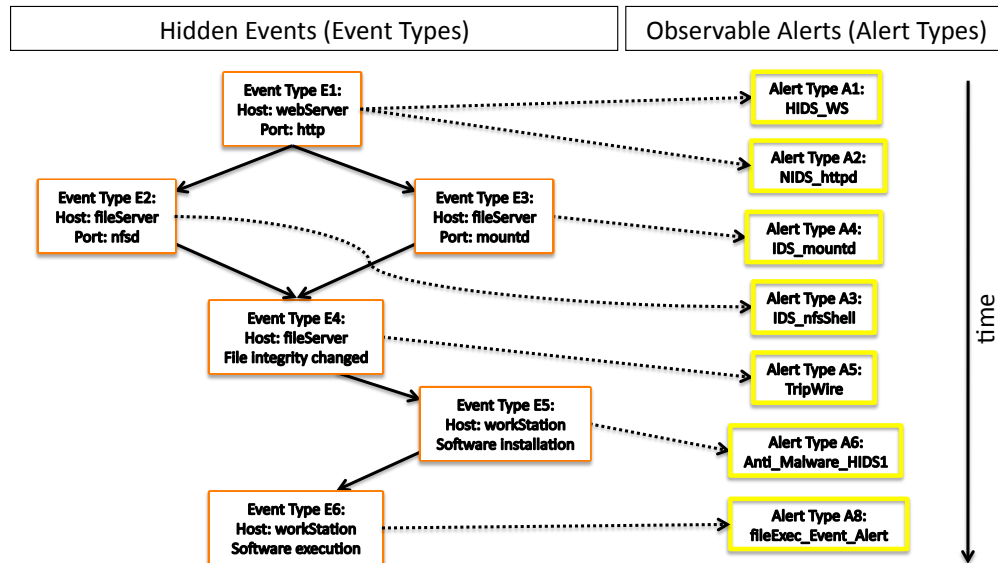 Hidden Events (Event Types)
Observable Alerts (Alert Types)
Event Type E1:
Host: webServer
Port: http
Alert Type A1:
HIDS_WS
Alert Type A2:
NIDS_httpd
Event Type E2:
Host: fileServer
Port: nfsd
Event Type E3:
Host: fileServer
Port: mountd
Alert Type A4:
IDS_mountd
Alert Type A3:
IDS_nfsShell
Event Type E4:
Host: fileServer
File integrity changed
Alert Type A5:
TripWire
Event Type E5:
Host: workStation
Software installation
Alert Type A6:
Anti_Malware_HIDS1
Event Type E6:
Host: workStation
Software execution
Alert Type A8:
fileExec_Event_Alert
time